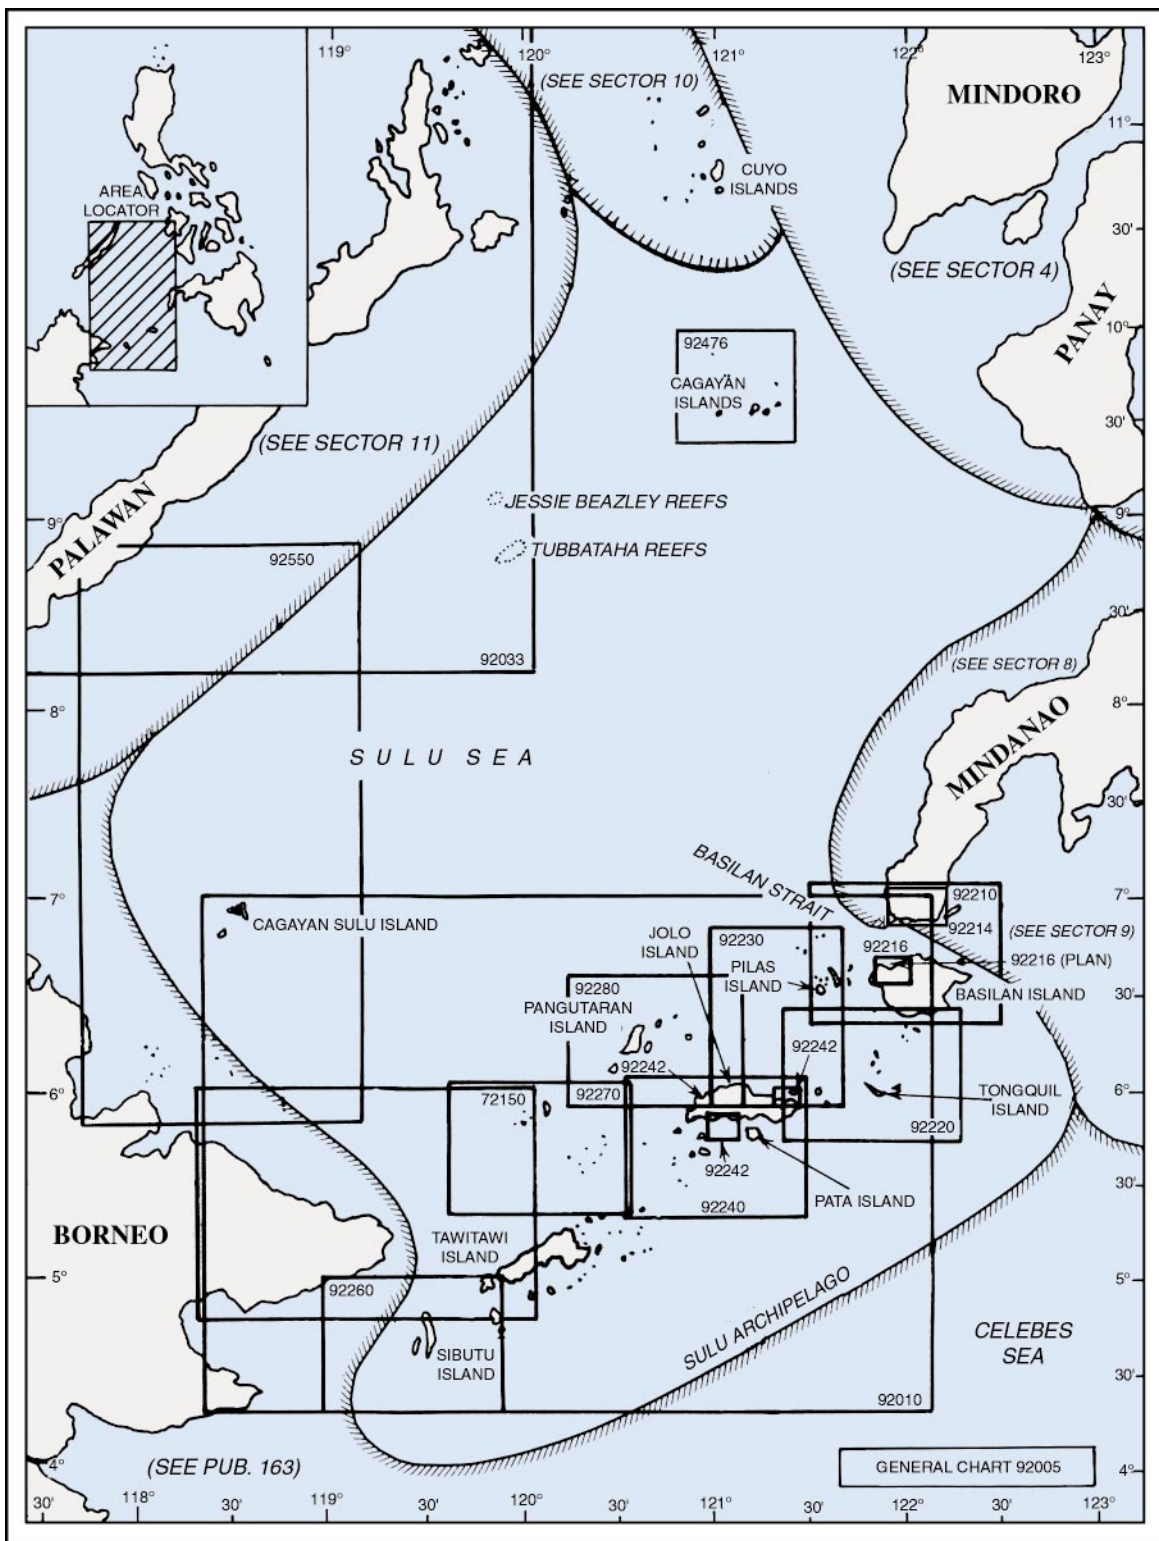 119°
120°
121°
122°
123°
(SEE SECTOR 10)
MINDORO
11°
AREA
LOCATOR
CUYO
ISLANDS
30'
(SEE SECTOR 4)
PANAY
10°
92476
CAGAYAN
ISLANDS
30'
(SEE SECTOR 11)
PALAWAN
JESSIE BEAZLEY REEFS
9°
9°
TUBBATAHA REEFS
92550
30'
92033
(SEE SECTOR 8)
8°
8°
MINDANAO
SULU SEA
30'
BASILAN STRAIT
7°
7°
92210
CAGAYAN SULU ISLAND
92214
(SEE SECTOR 9)
JOLO
ISLAND
92230
92216
92216 (PLAN)
PILAS
ISLAND
92280
PANGUTARAN
ISLAND
BASILAN ISLAND
30'
92242
92242
6°
72150
92270
6°
TONGQUIL
ISLAND
92220
92242
30'
PATA ISLAND
92240
BORNEO
TAWITAWI
ISLAND
5°
92260
5°
SULU ARCHIPELAGO
CELEBES
SEA
SIBUTU
ISLAND
30'
92010
(SEE PUB. 163)
4°
GENERAL CHART 92005
4°
30'
118°
30'
119°
30'
120°
30'
121°
30'
122°
30'
123°